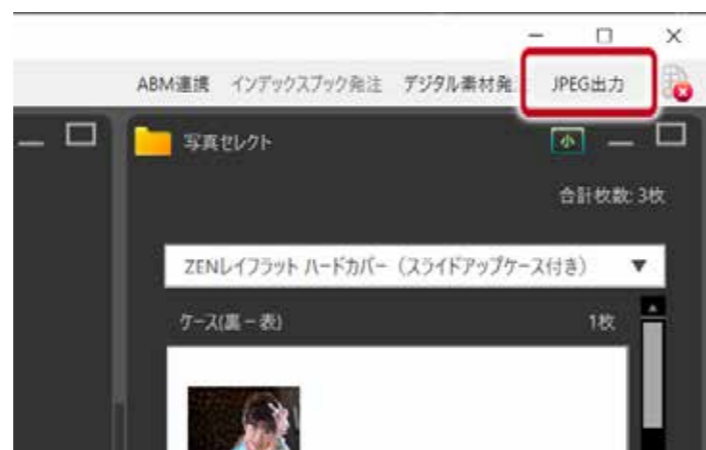 ABM連携 インデックスブック発注 デジタル素材発 JPEG出力
写真セレクト 小
合計枚数: 3枚
ZENレイフラット ハードカバー（スライドアップケース付き） ▼
ケース(裏－表) 1枚